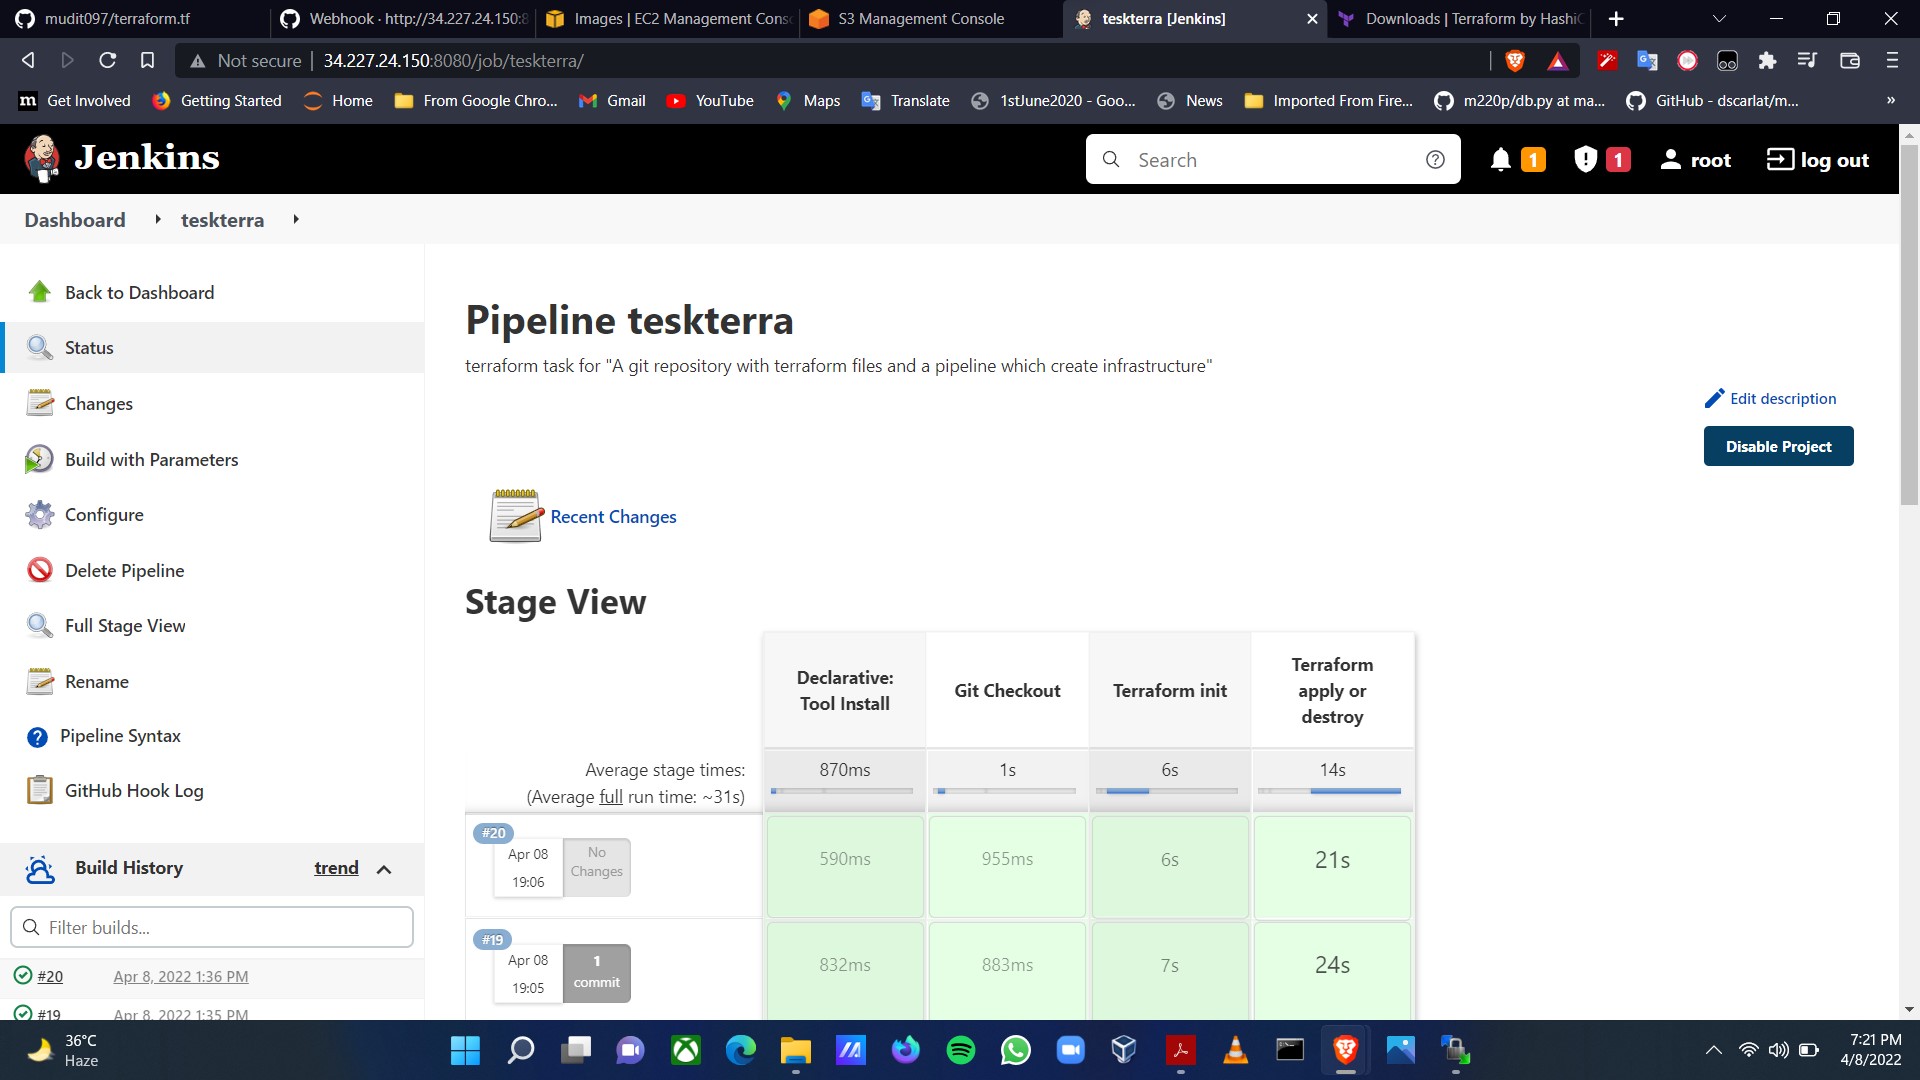 mudit097/terraform.tf
Webhook · http://34.227.24.150:8
Images | EC2 Management Conso
S3 Management Console
teskterra [Jenkins]
Downloads | Terraform by HashiC
Not secure
34.227.24.150:8080/job/teskterra/
Get Involved
Getting Started
Home
From Google Chro...
Gmail
YouTube
Maps
Translate
1stJune2020 - Goo...
News
Imported From Fire...
m220p/db.py at ma...
GitHub - dscarlat/m...
»
Jenkins
Search
1
1
root
log out
Dashboard
teskterra
Back to Dashboard
Status
Changes
Build with Parameters
Configure
Delete Pipeline
Full Stage View
Rename
Pipeline Syntax
GitHub Hook Log
Build History
trend
Filter builds...
#20
Apr 8, 2022 1:36 PM
#19
Apr 8, 2022 1:35 PM
Pipeline teskterra
terraform task for "A git repository with terraform files and a pipeline which create infrastructure"
Edit description
Disable Project
Recent Changes
Stage View
Declarative:
Tool Install
Git Checkout
Terraform init
Terraform
apply or
destroy
Average stage times:
(Average full run time: ~31s)
870ms
1s
6s
14s
#20
Apr 08
19:06
No
Changes
590ms
955ms
6s
21s
#19
Apr 08
19:05
1
commit
832ms
883ms
7s
24s
36°C
Haze
7:21 PM
4/8/2022